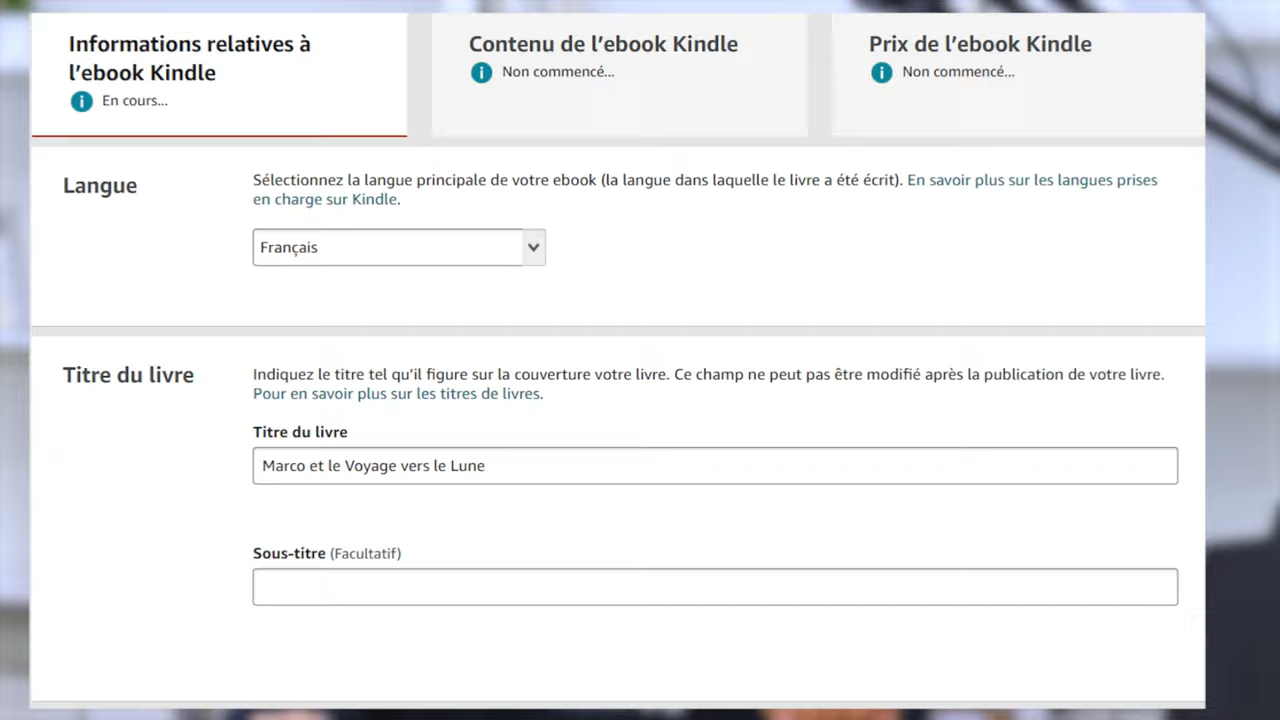 Informations relatives à
l’ebook Kindle
En cours...
Contenu de l’ebook Kindle
Non commencé...
Prix de l’ebook Kindle
Non commencé...
Langue
Sélectionnez la langue principale de votre ebook (la langue dans laquelle le livre a été écrit). En savoir plus sur les langues prises
en charge sur Kindle.
Français
Titre du livre
Indiquez le titre tel qu’il figure sur la couverture votre livre. Ce champ ne peut pas être modifié après la publication de votre livre.
Pour en savoir plus sur les titres de livres.
Titre du livre
Marco et le Voyage vers le Lune
Sous-titre (Facultatif)